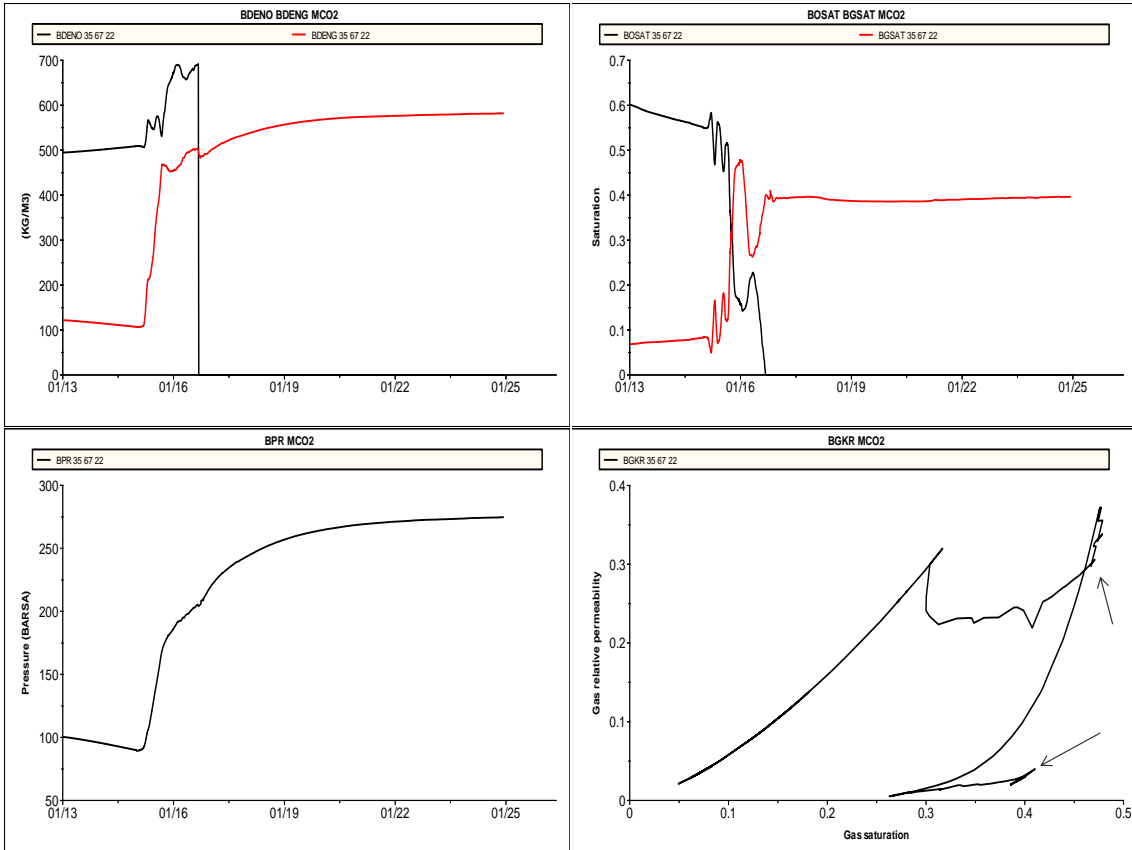 BDENO BDENG MCO2
BDENO 35 67 22 BDENG 35 67 22
(KG/M3)
700
600
500
400
300
200
100
0
01/13 01/16 01/19 01/22 01/25
BOSAT BGSAT MCO2
BOSAT 35 67 22 BGSAT 35 67 22
Saturation
0.7
0.6
0.5
0.4
0.3
0.2
0.1
0
01/13 01/16 01/19 01/22 01/25
BPR MCO2
BPR 35 67 22
Pressure (BARSA)
300
250
200
150
100
50
01/13 01/16 01/19 01/22 01/25
BGKR MCO2
BGKR 35 67 22
Gas relative permeability
0.4
0.3
0.2
0.1
0
0 0.1 0.2 0.3 0.4 0.5
Gas saturation